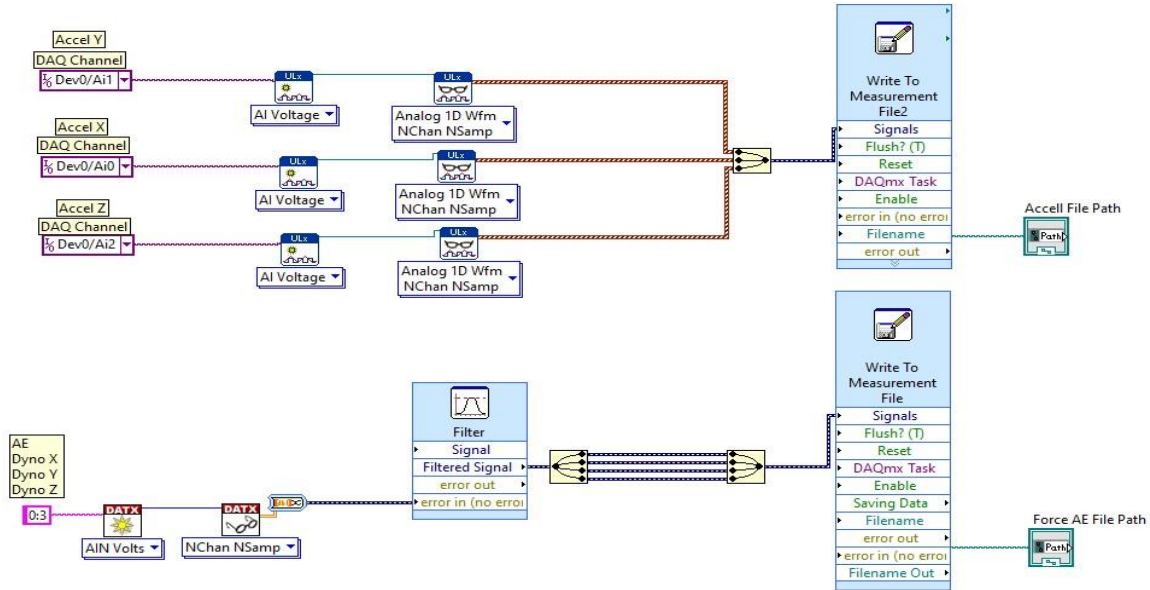 Accel Y
DAQ Channel
Dev0/Ai1
ULx
AI Voltage
ULx
Analog 1D Wfm
NChan NSamp
Accel X
DAQ Channel
Dev0/Ai0
ULx
AI Voltage
ULx
Analog 1D Wfm
NChan NSamp
Accel Z
DAQ Channel
Dev0/Ai2
ULx
AI Voltage
ULx
Analog 1D Wfm
NChan NSamp
Write To
Measurement
File2
Signals
Flush? (T)
Reset
DAQmx Task
Enable
error in (no erroı
Filename
error out
Accell File Path
Path
AE
Dyno X
Dyno Y
Dyno Z
0:3
DATX
AIN Volts
DATX
NChan NSamp
Filter
Signal
Filtered Signal
error out
error in (no erroı
Write To
Measurement
File
Signals
Flush? (T)
Reset
DAQmx Task
Enable
Saving Data
Filename
error out
error in (no erroı
Filename Out
Force AE File Path
Path